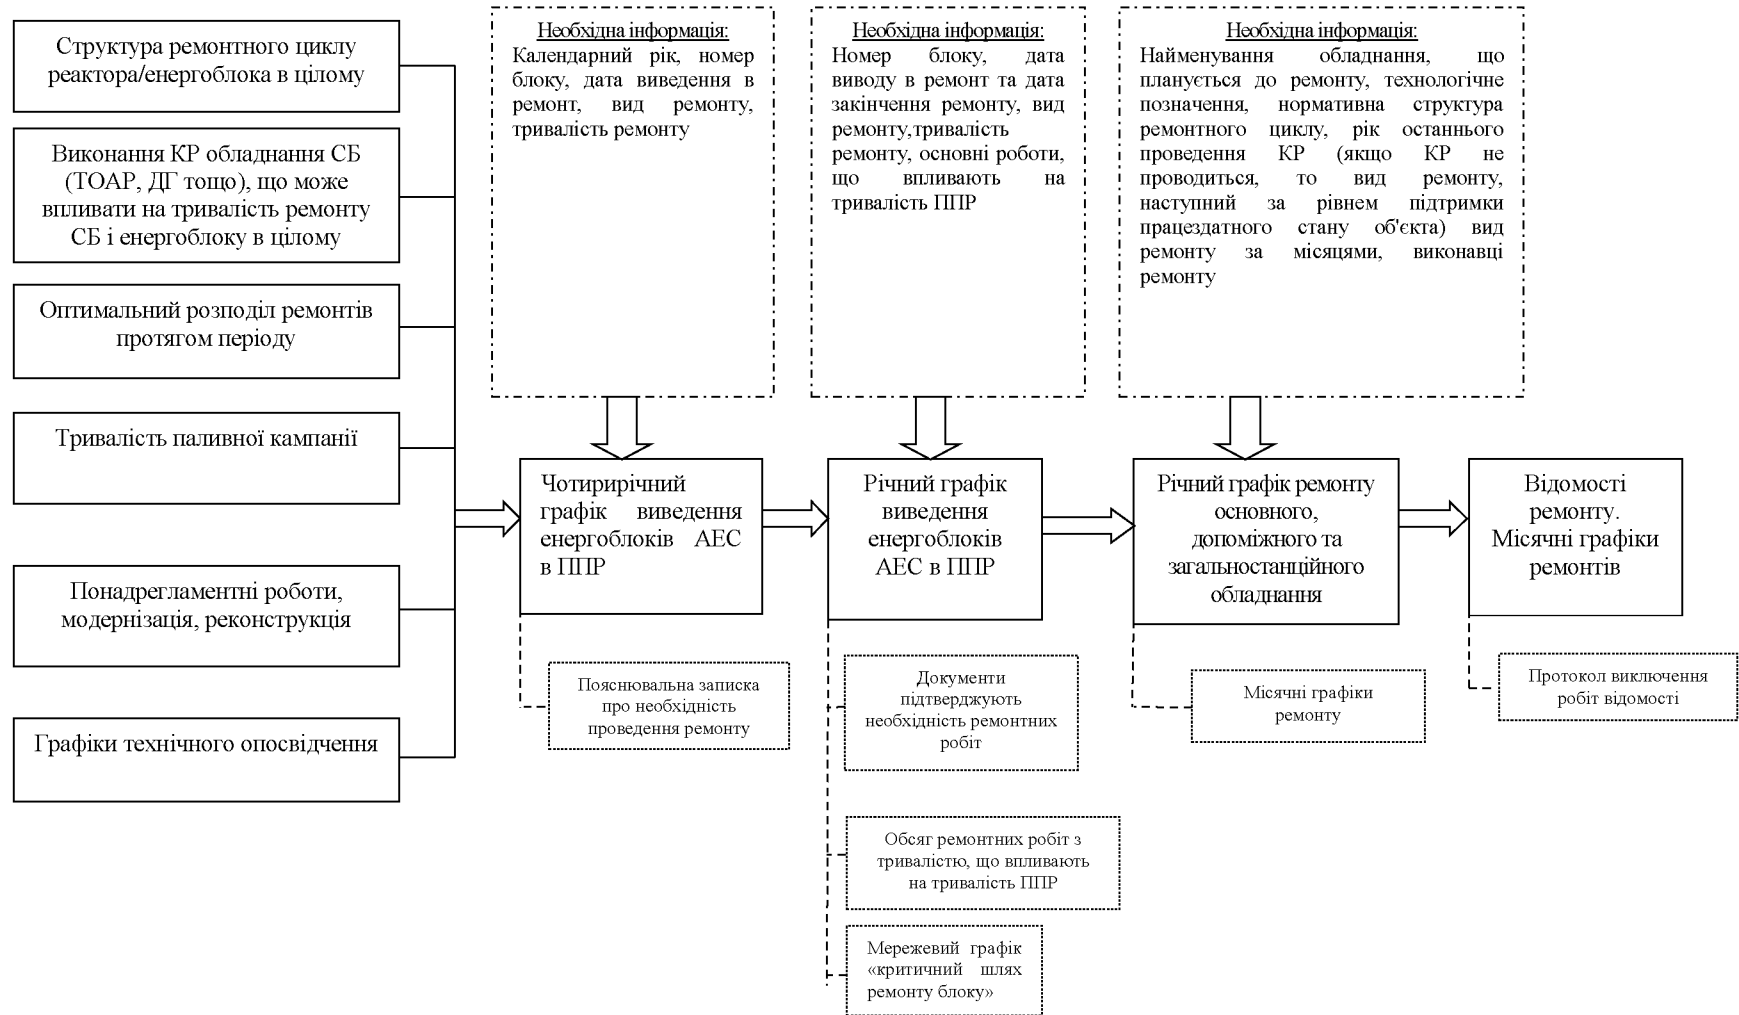 Структура ремонтного циклу
реактора/енергоблока в цілому
Виконання КР обладнання СБ
(ТОАР, ДГ тощо), що може
впливати на тривалість ремонту
СБ і енергоблоку в цілому
Оптимальний розподіл ремонтів
протягом періоду
Тривалість паливної кампанії
Понадрегламентні роботи,
модернізація, реконструкція
Графіки технічного опосвідчення
Необхідна інформація:
Календарний рік, номер
блоку, дата виведення в
ремонт, вид ремонту,
тривалість ремонту
Необхідна інформація:
Номер блоку, дата
виводу в ремонт та дата
закінчення ремонту, вид
ремонту,тривалість
ремонту, основні роботи,
що впливають на
тривалість ППР
Необхідна інформація:
Найменування обладнання, що
планується до ремонту, технологічне
позначення, нормативна структура
ремонтного циклу, рік останнього
проведення КР (якщо КР не
проводиться, то вид ремонту,
наступний за рівнем підтримки
працездатного стану об'єкта) вид
ремонту за місяцями, виконавці
ремонту
Чотирирічний
графік виведення
енергоблоків АЕС
в ППР
Річний графік
виведення
енергоблоків
АЕС в ППР
Річний графік ремонту
основного,
допоміжного та
загальностанційного
обладнання
Відомості
ремонту.
Місячні графіки
ремонтів
Пояснювальна записка
про необхідність
проведення ремонту
Документи
підтверджують
необхідність ремонтних
робіт
Обсяг ремонтних робіт з
тривалістю, що впливають
на тривалість ППР
Мережевий графік
«критичний шлях
ремонту блоку»
Місячні графіки
ремонту
Протокол виключення
робіт відомості